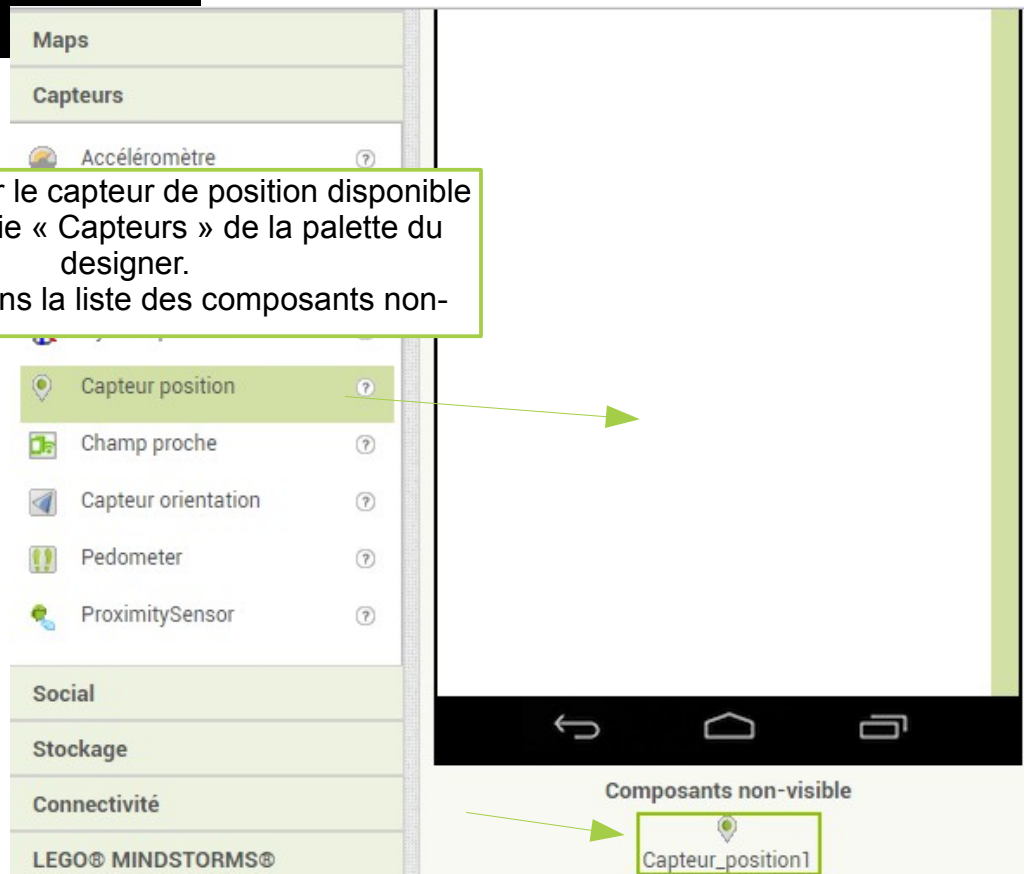 Maps
Capteurs
Accéléromètre
r le capteur de position disponible
ie « Capteurs » de la palette du
designer.
ns la liste des composants non-
Capteur position
Champ proche
Capteur orientation
Pedometer
ProximitySensor
Social
Stockage
Connectivité
LEGO® MINDSTORMS®
Composants non-visible
Capteur_position1